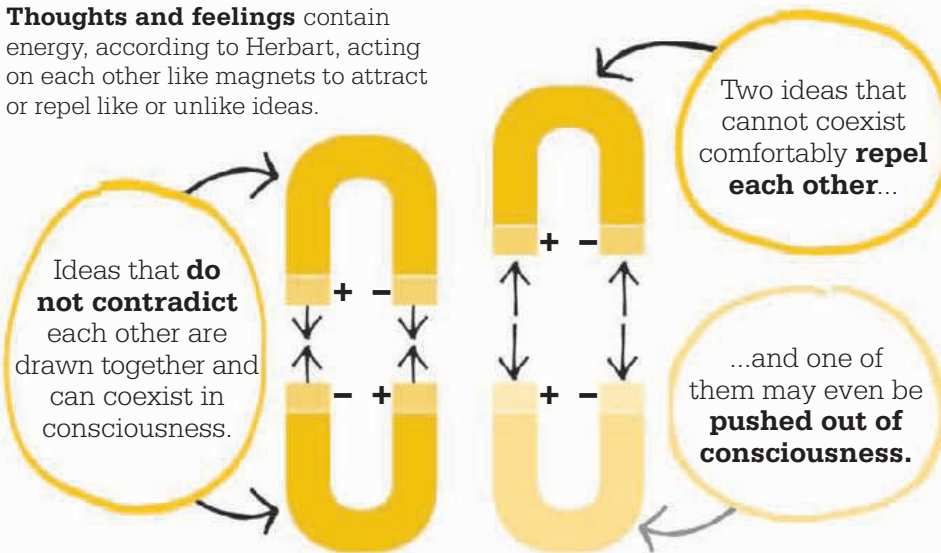 Thoughts and feelings contain
energy, according to Herbart, acting
on each other like magnets to attract
or repel like or unlike ideas.
Ideas that do
not contradict
each other are
drawn together and
can coexist in
consciousness.
+ -
- +
Two ideas that
cannot coexist
comfortably repel
each other...
+ -
+ -
...and one of
them may even be
pushed out of
consciousness.